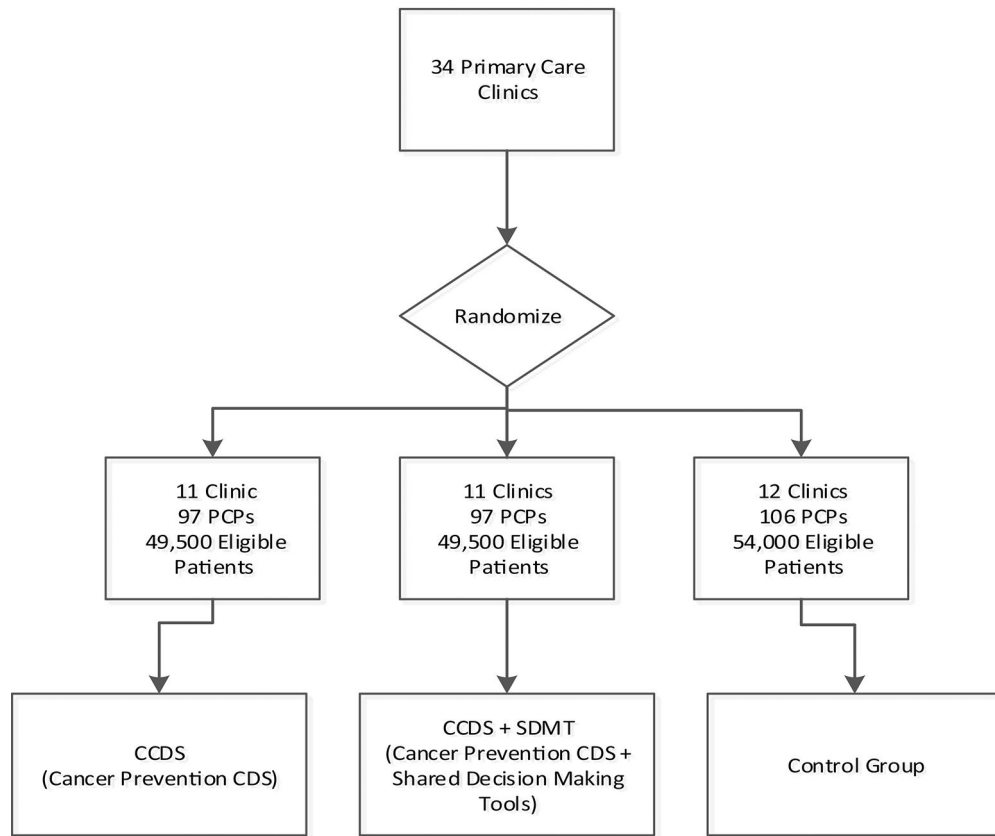 34 Primary Care
Clinics
Randomize
11 Clinic
97 PCPs
49,500 Eligible
Patients
11 Clinics
97 PCPs
49,500 Eligible
Patients
12 Clinics
106 PCPs
54,000 Eligible
Patients
CCDS
(Cancer Prevention CDS)
CCDS + SDMT
(Cancer Prevention CDS +
Shared Decision Making
Tools)
Control Group